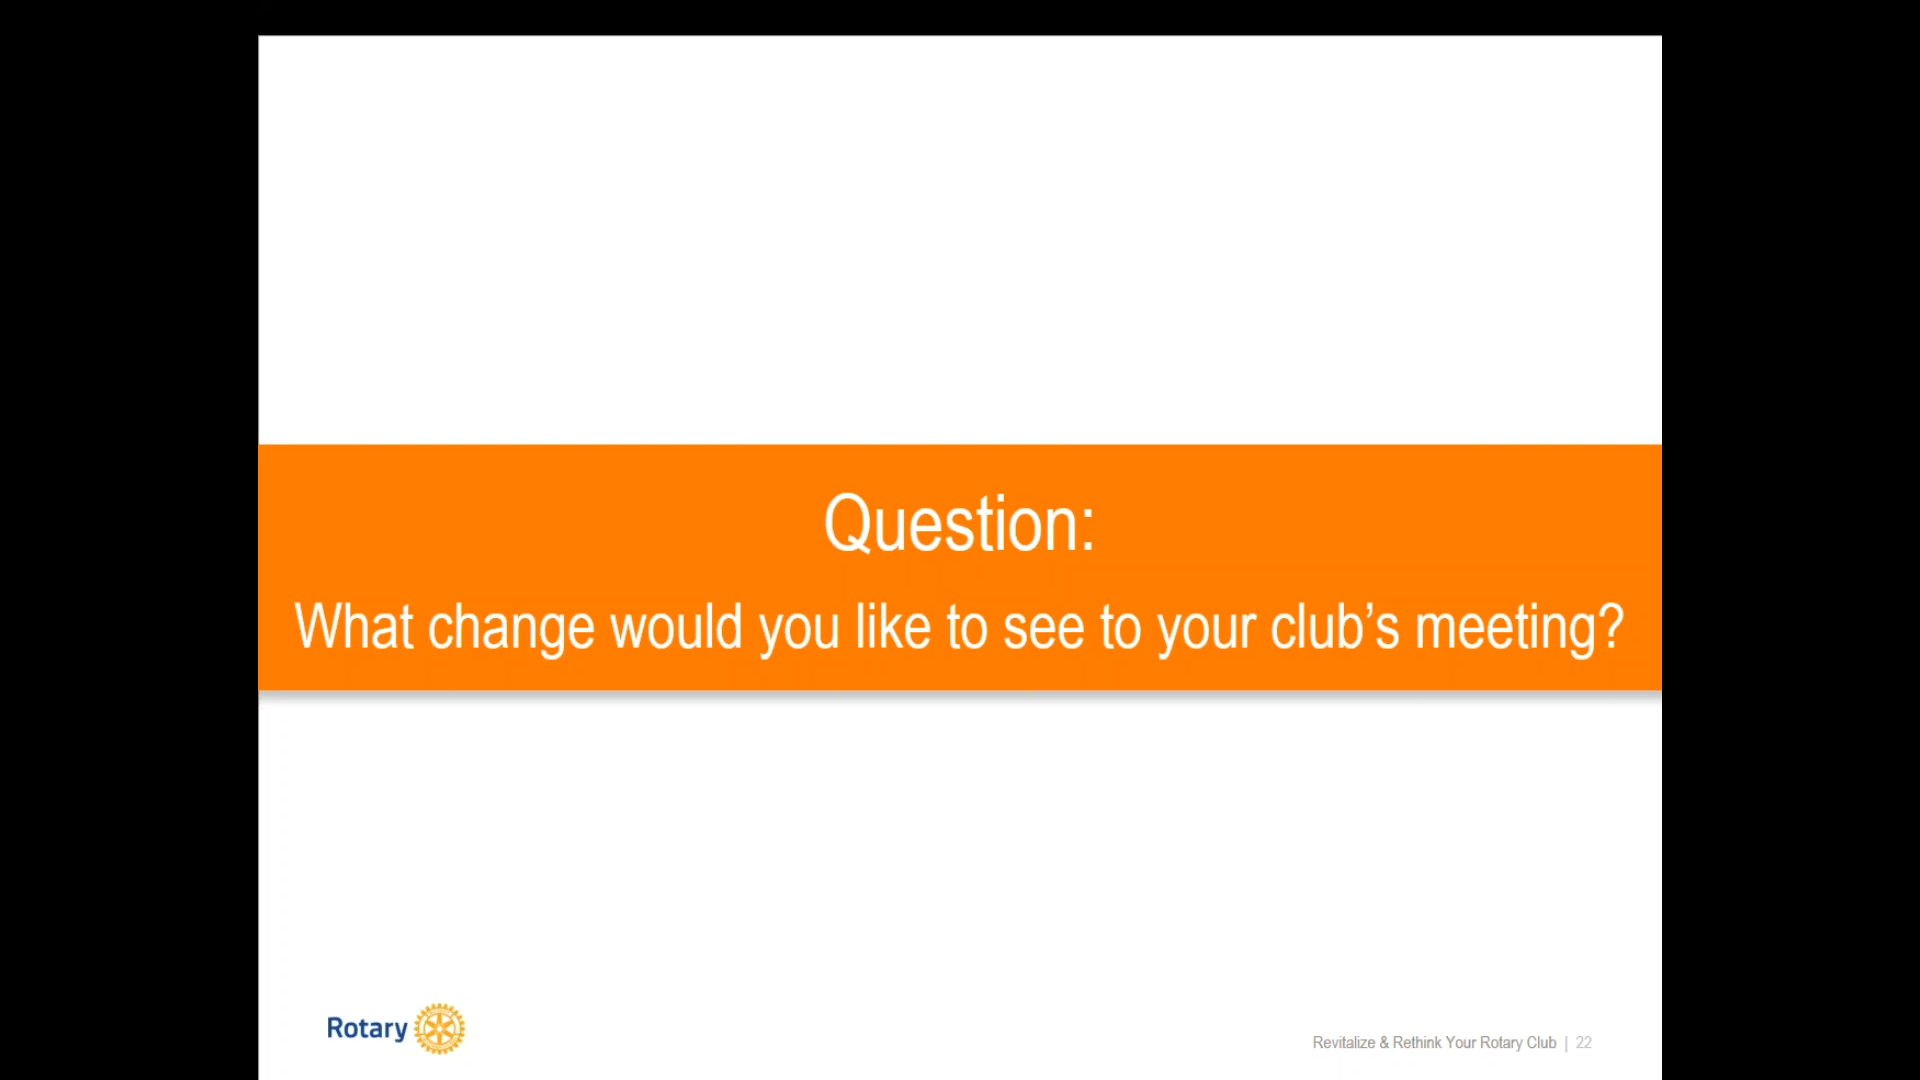 Question:
What change would you like to see to your club’s meeting?
Rotary
Revitalize & Rethink Your Rotary Club | 22